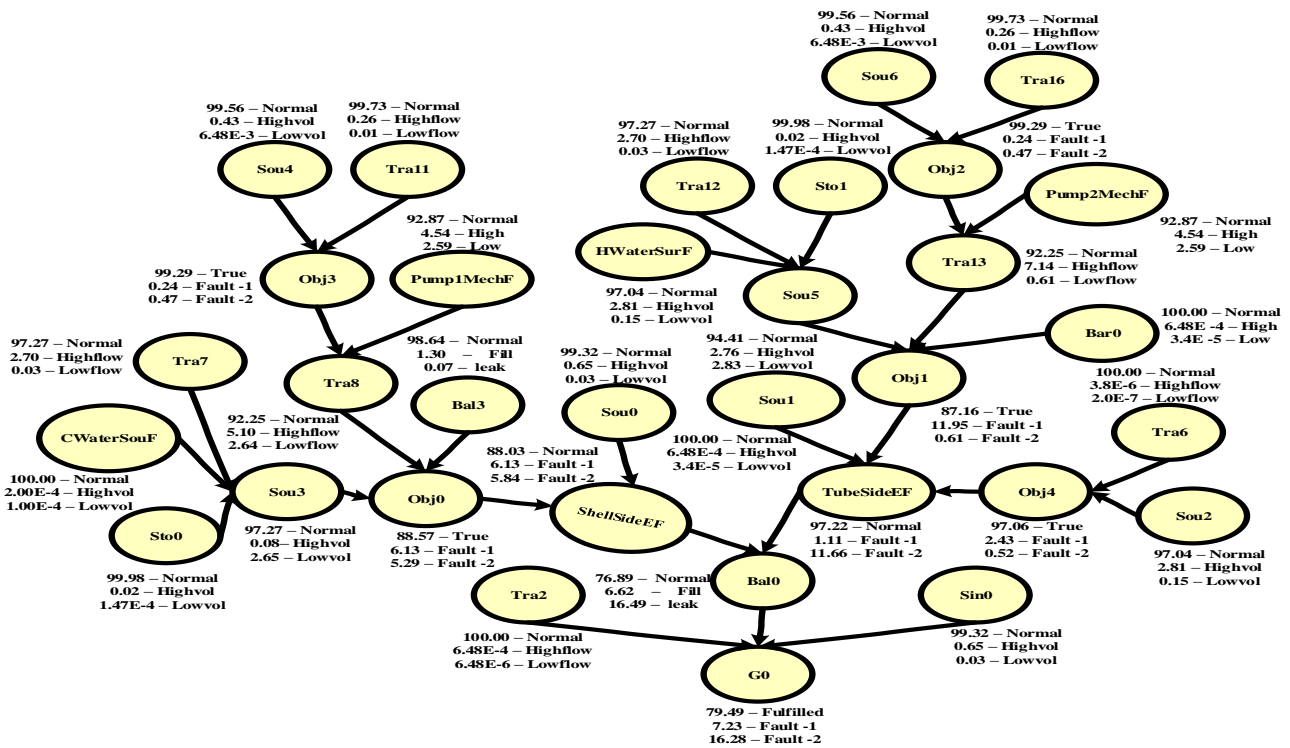 99.56 – Normal
0.43 – Highvol
6.48E-3 – Lowvol
99.73 – Normal
0.26 – Highflow
0.01 – Lowflow
Sou6
Tra16
99.56 – Normal
0.43 – Highvol
6.48E-3 – Lowvol
99.73 – Normal
0.26 – Highflow
0.01 – Lowflow
97.27 – Normal
2.70 – Highflow
0.03 – Lowflow
99.98 – Normal
0.02 – Highvol
1.47E-4 – Lowvol
99.29 – True
0.24 – Fault -1
0.47 – Fault -2
Sou4
Tra11
Tra12
Sto1
Obj2
Pump2MechF
92.87 – Normal
4.54 – High
2.59 – Low
92.87 – Normal
4.54 – High
2.59 – Low
HWaterSurF
Tra13
92.25 – Normal
7.14 – Highflow
0.61 – Lowflow
99.29 – True
0.24 – Fault -1
0.47 – Fault -2
Obj3
Pump1MechF
97.04 – Normal
2.81 – Highvol
0.15 – Lowvol
Sou5
Bar0
100.00 – Normal
6.48E -4 – High
3.4E -5 – Low
97.27 – Normal
2.70 – Highflow
0.03 – Lowflow
Tra7
98.64 – Normal
1.30 – Fill
0.07 – leak
99.32 – Normal
0.65 – Highvol
0.03 – Lowvol
94.41 – Normal
2.76 – Highvol
2.83 – Lowvol
Obj1
100.00 – Normal
3.8E-6 – Highflow
2.0E-7 – Lowflow
Tra8
Bal3
Sou0
Sou1
87.16 – True
11.95 – Fault -1
0.61 – Fault -2
Tra6
CWaterSouF
92.25 – Normal
5.10 – Highflow
2.64 – Lowflow
88.03 – Normal
6.13 – Fault -1
5.84 – Fault -2
100.00 – Normal
6.48E-4 – Highvol
3.4E-5 – Lowvol
100.00 – Normal
2.00E-4 – Highvol
1.00E-4 – Lowvol
Sou3
Obj0
ShellSideEF
TubeSideEF
Obj4
Sou2
Sto0
97.27 – Normal
0.08– Highvol
2.65 – Lowvol
88.57 – True
6.13 – Fault -1
5.29 – Fault -2
97.22 – Normal
1.11 – Fault -1
11.66 – Fault -2
97.06 – True
2.43 – Fault -1
0.52 – Fault -2
97.04 – Normal
2.81 – Highvol
0.15 – Lowvol
99.98 – Normal
0.02 – Highvol
1.47E-4 – Lowvol
76.89 – Normal
6.62 – Fill
16.49 – leak
Bal0
Tra2
Sin0
100.00 – Normal
6.48E-4 – Highflow
6.48E-6 – Lowflow
99.32 – Normal
0.65 – Highvol
0.03 – Lowvol
G0
79.49 – Fulfilled
7.23 – Fault -1
16.28 – Fault -2